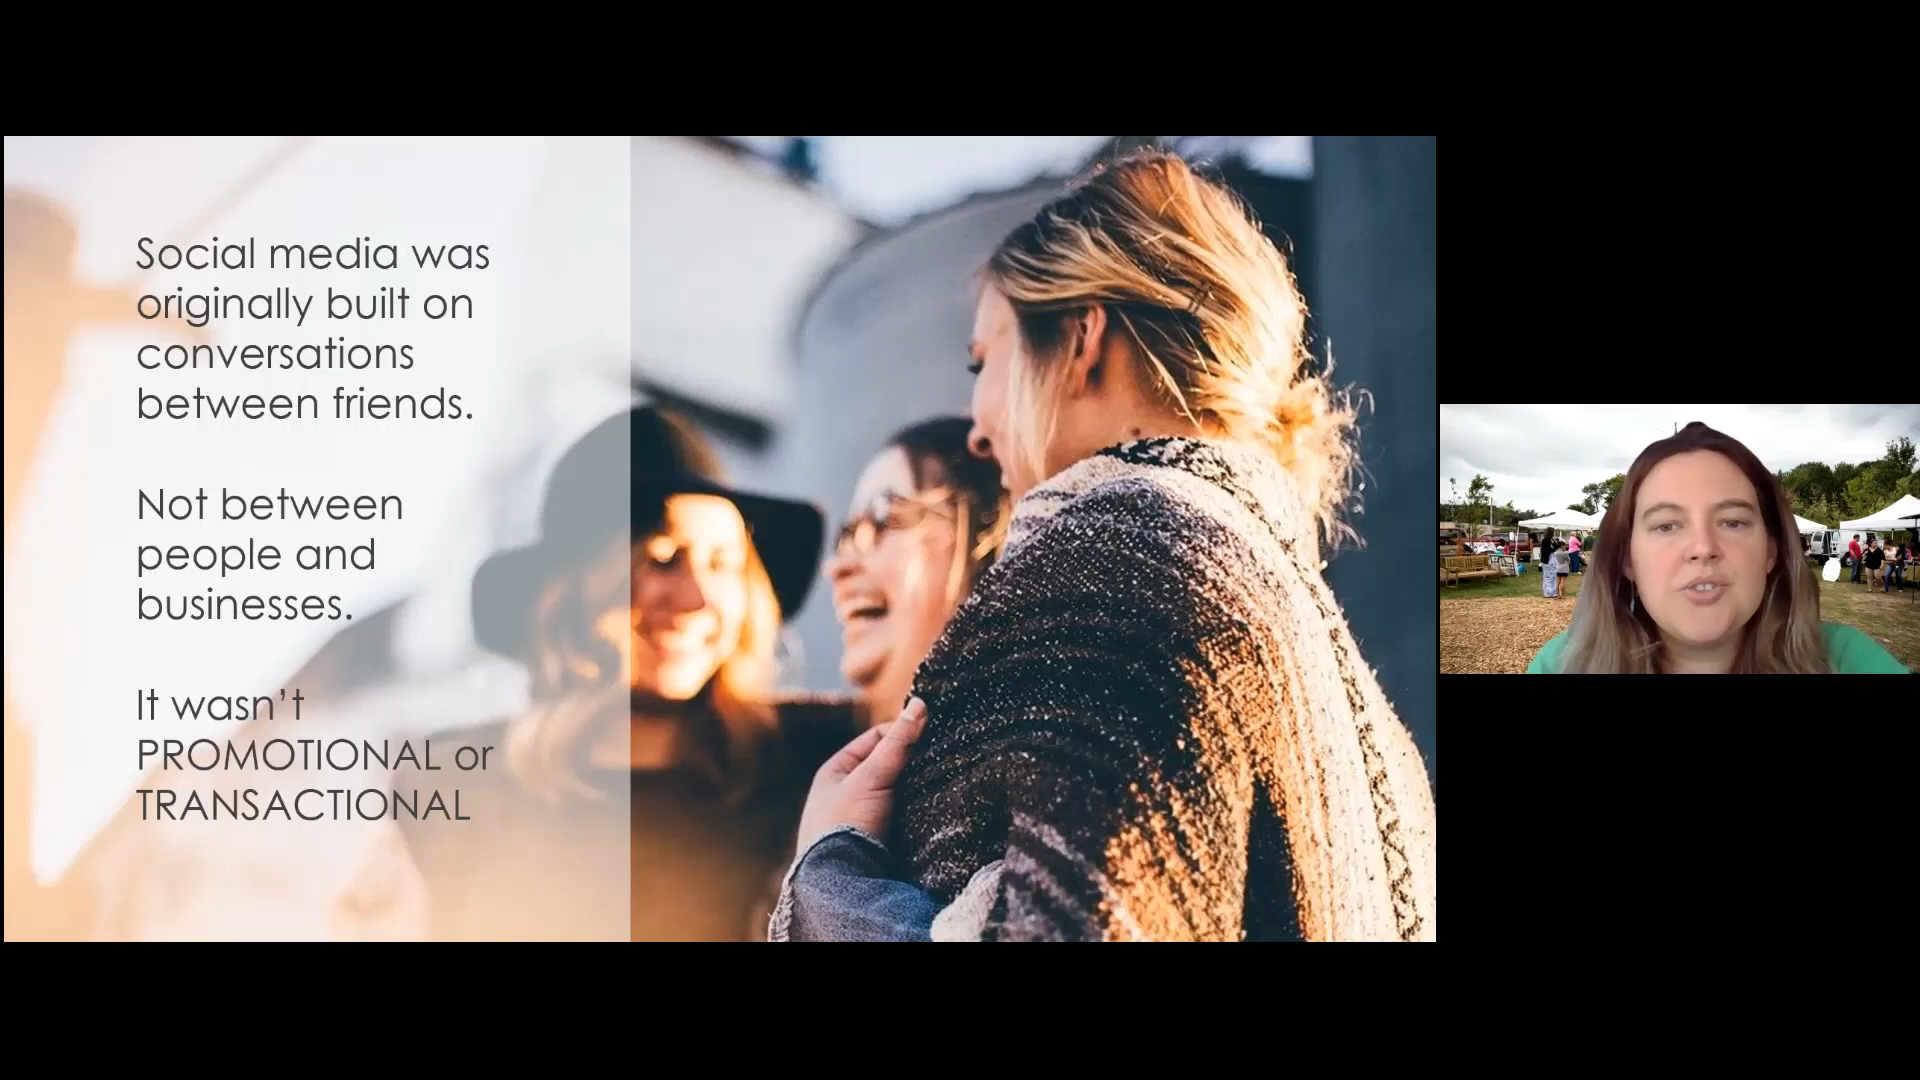 Social media was
originally built on
conversations
between friends.
Not between
people and
businesses.
It wasn’t
PROMOTIONAL or
TRANSACTIONAL